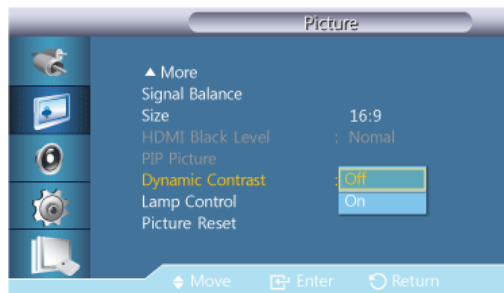 Picture
▲ More
Signal Balance
Size 16:9
HDMI Black Level : Nomal
PIP Picture
Dynamic Contrast : Off
Lamp Control On
Picture Reset
Move Enter Return